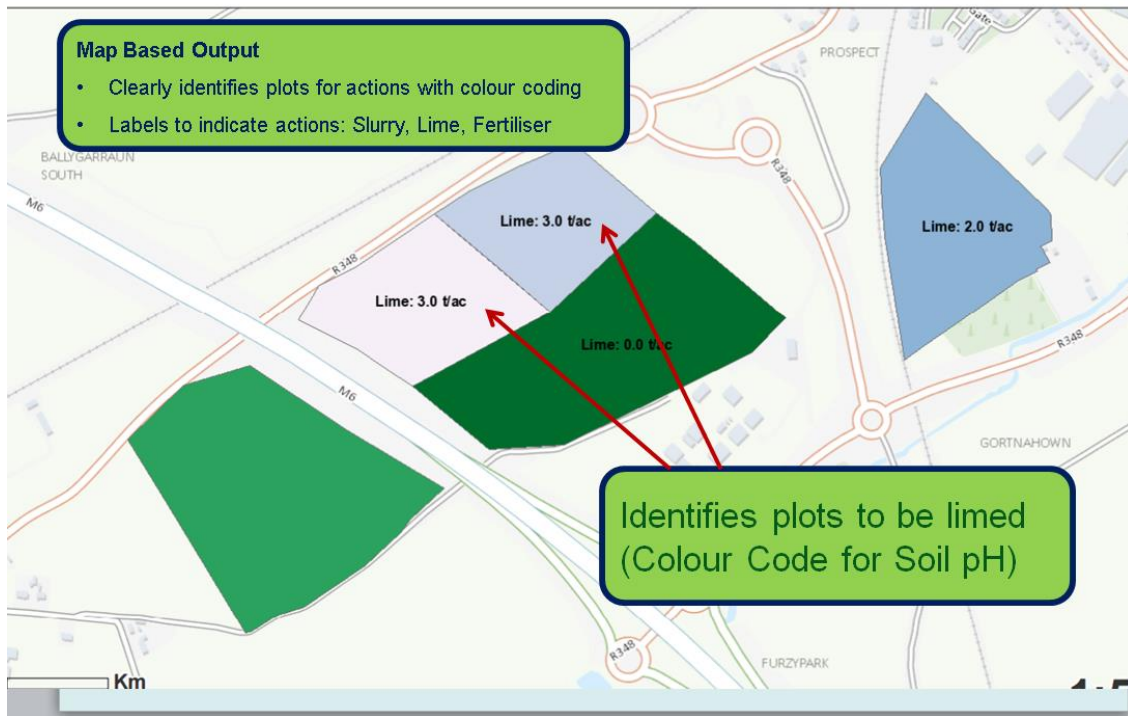 Map Based Output
• Clearly identifies plots for actions with colour coding
• Labels to indicate actions: Slurry, Lime, Fertiliser
Gate
PROSPECT
BALLYGARRAUN
SOUTH
M6
R348
Lime: 3.0 t/ac
Lime: 2.0 t/ac
Lime: 3.0 t/ac
Lime: 0.0 t/ac
R348
M6
GORTNAHOWN
Identifies plots to be limed
(Colour Code for Soil pH)
R348
FURZYPARK
Km